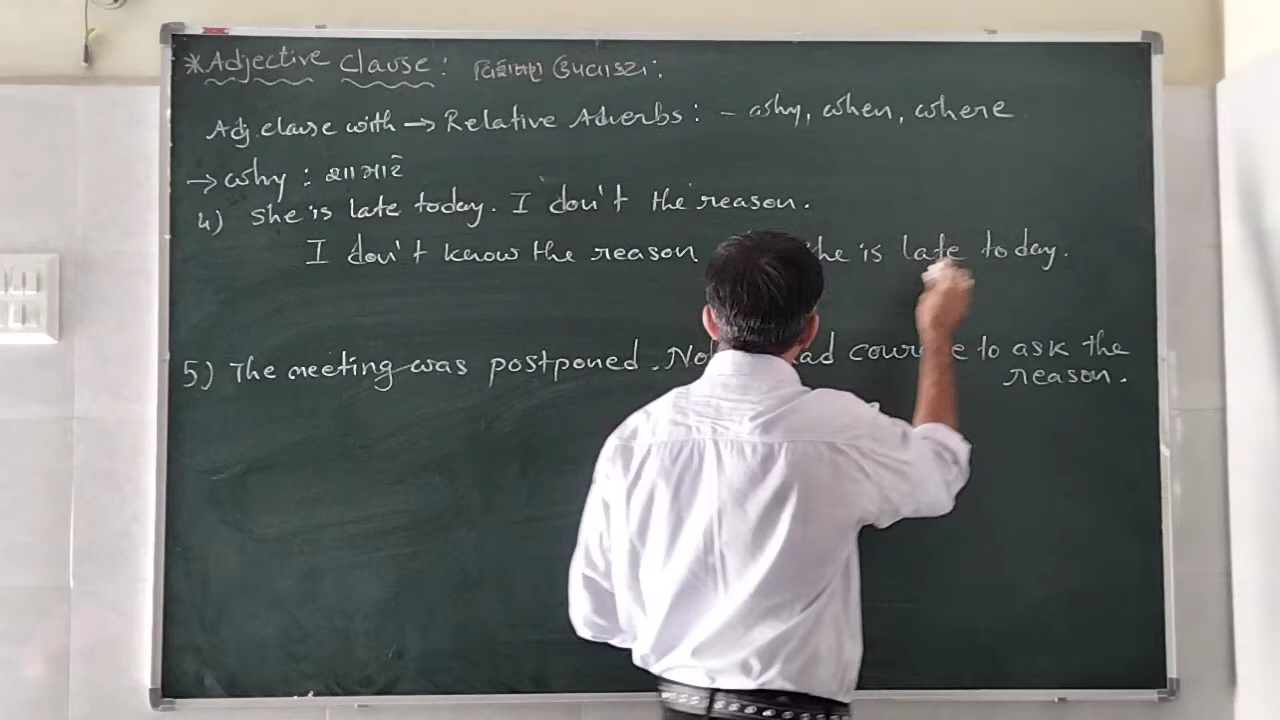 *Adjective clause: વિશેષણ ઉપવાક્ય:
Adj. clause with → Relative Adverbs: - why, when, where
→ why: શા માટે
4) She is late today. I don't the reason.
I don't know the reason he is late today.
5) The meeting was postponed. No ad cour e to ask the
reason.